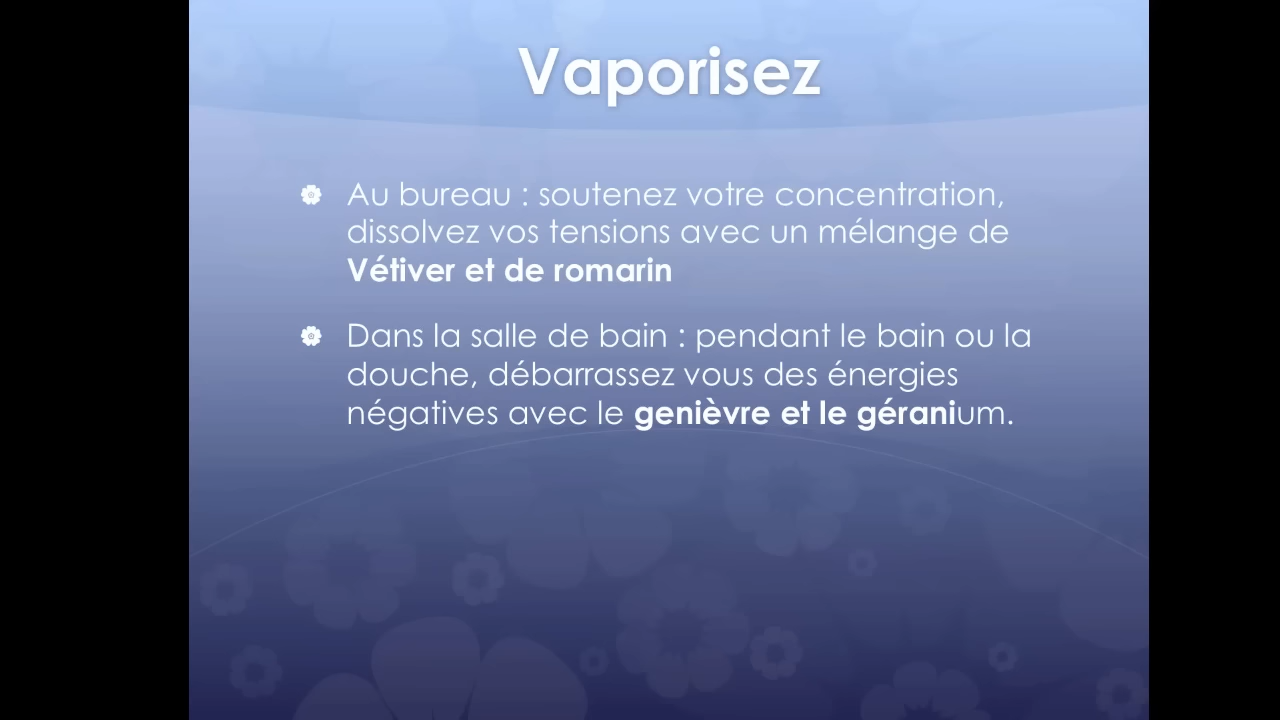 Vaporisez
Au bureau : soutenez votre concentration,
dissolvez vos tensions avec un mélange de
Vétiver et de romarin
Dans la salle de bain : pendant le bain ou la
douche, débarrassez vous des énergies
négatives avec le genièvre et le géranium.